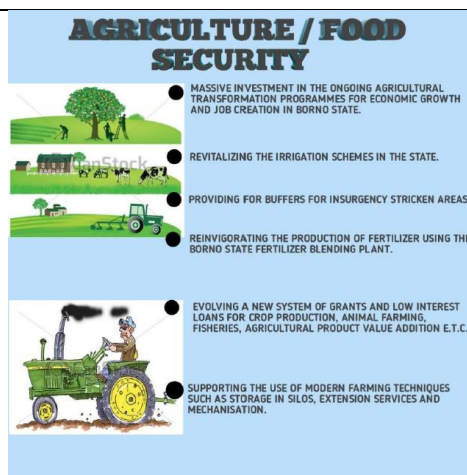 AGRICULTURE / FOOD
SECURITY
MASSIVE INVESTMENT IN THE ONGOING AGRICULTURAL
TRANSFORMATION PROGRAMMES FOR ECONOMIC GROWTH
AND JOB CREATION IN BORNO STATE.
CanStock
REVITALIZING THE IRRIGATION SCHEMES IN THE STATE.
PROVIDING FOR BUFFERS FOR INSURGENCY STRICKEN AREAS
REINVIGORATING THE PRODUCTION OF FERTILIZER USING THE
BORNO STATE FERTILIZER BLENDING PLANT.
EVOLVING A NEW SYSTEM OF GRANTS AND LOW INTEREST
LOANS FOR CROP PRODUCTION, ANIMAL FARMING,
FISHERIES, AGRICULTURAL PRODUCT VALUE ADDITION E.T.C.
SUPPORTING THE USE OF MODERN FARMING TECHNIQUES
SUCH AS STORAGE IN SILOS, EXTENSION SERVICES AND
MECHANISATION.